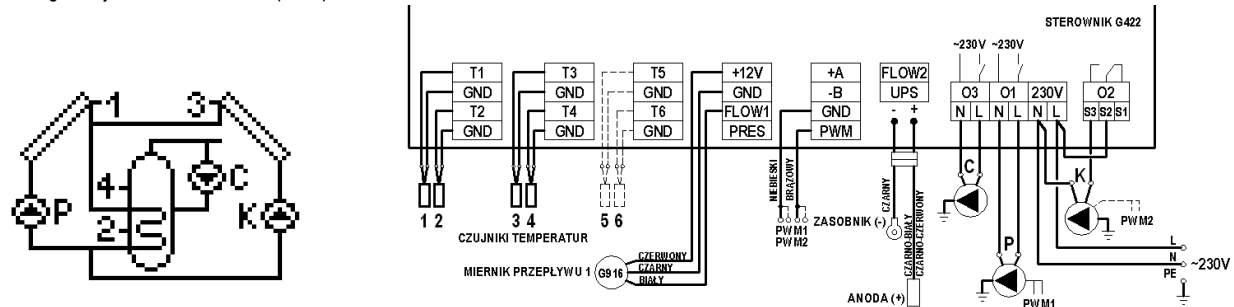 STEROWNIK G422
~230V ~230V
T1 T3 T5 +12V +A FLOW2
GND GND GND GND -B UPS O3 O1 230V O2
T2 T4 T6 FLOW1 GND - + N L N L N L S3 S2 S1
GND GND GND PRES PWM
1 3
4 C
P 2 K
NIEBIESKI
BRĄZOWY
CZARNY
CZARNO-BIAŁY
CZARNO-CZERWONY
C K
1 2 3 4 5 6
PWM1
PWM2
ZASOBNIK (-)
PWM2
CZUJNIKI TEMPERATUR
P
L
N ~230V
PE
MIERNIK PRZEPŁYWU 1 G916
CZERWONY
CZARNY
BIAŁY
ANODA (+)
PWM1